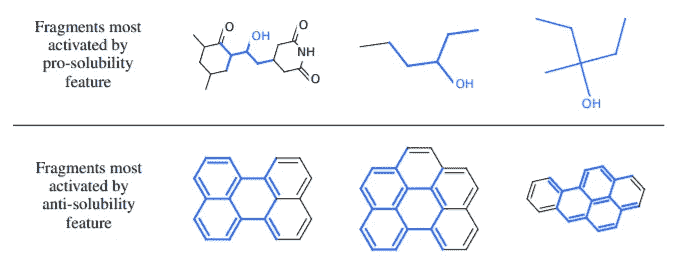 Fragments most
activated by
pro-solubility
feature
O
OH
O
NH
O
OH
OH
Fragments most
activated by
anti-solubility
feature